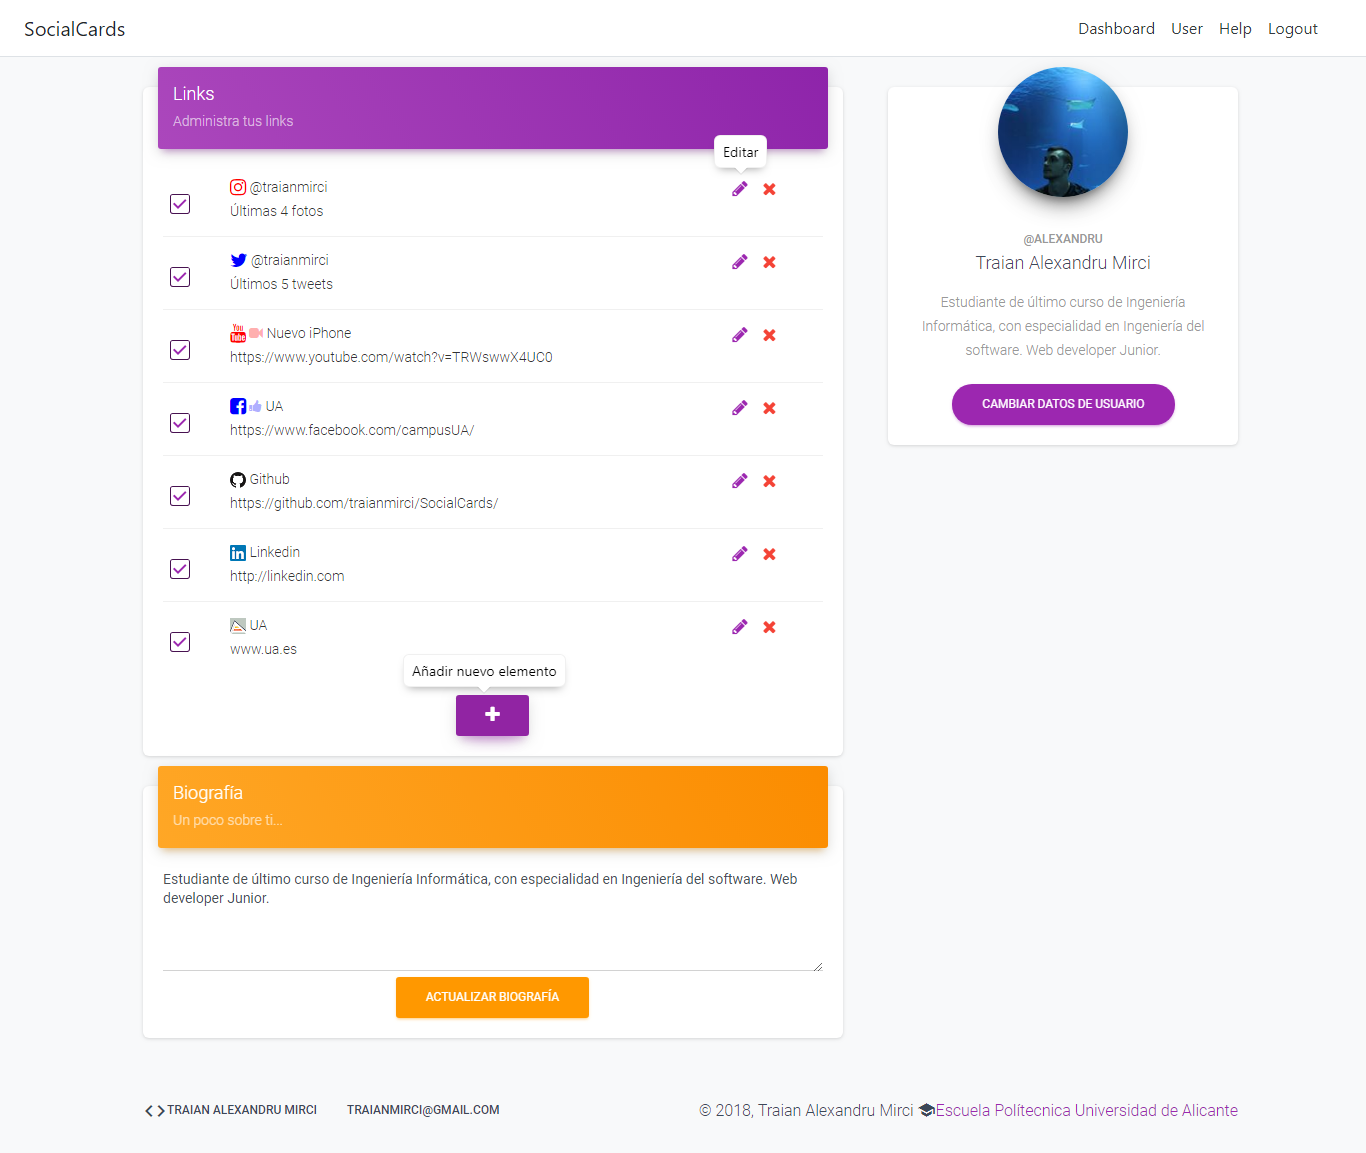 SocialCards
Dashboard User Help Logout
Links
Administra tus links
Editar
@traianmirci
Últimas 4 fotos
@traianmirci
Últimos 5 tweets
You Tube Nuevo iPhone
https://www.youtube.com/watch?v=TRWswwX4UC0
UA
https://www.facebook.com/campusUA/
Github
https://github.com/traianmirci/SocialCards/
in Linkedin
http://linkedin.com
UA
www.ua.es
Añadir nuevo elemento
@ALEXANDRU
Traian Alexandru Mirci
Estudiante de último curso de Ingeniería
Informática, con especialidad en Ingeniería del
software. Web developer Junior.
CAMBIAR DATOS DE USUARIO
Biografía
Un poco sobre ti...
Estudiante de último curso de Ingeniería Informática, con especialidad en Ingeniería del software. Web
developer Junior.
ACTUALIZAR BIOGRAFÍA
TRAIAN ALEXANDRU MIRCI TRAIANMIRCI@GMAIL.COM
© 2018, Traian Alexandru Mirci Escuela Polítecnica Universidad de Alicante